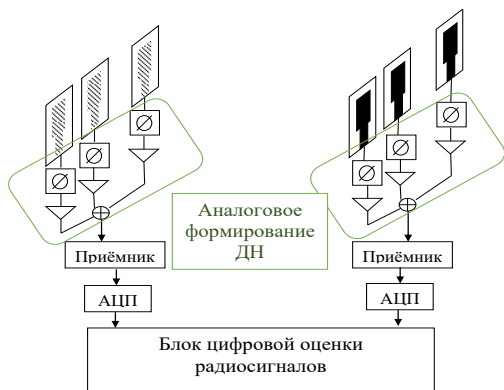 Ø
Ø
Ø
Ø
Ø
Ø
Аналоговое
формирование
ДН
Приёмник
Приёмник
АЦП
АЦП
Блок цифровой оценки
радиосигналов